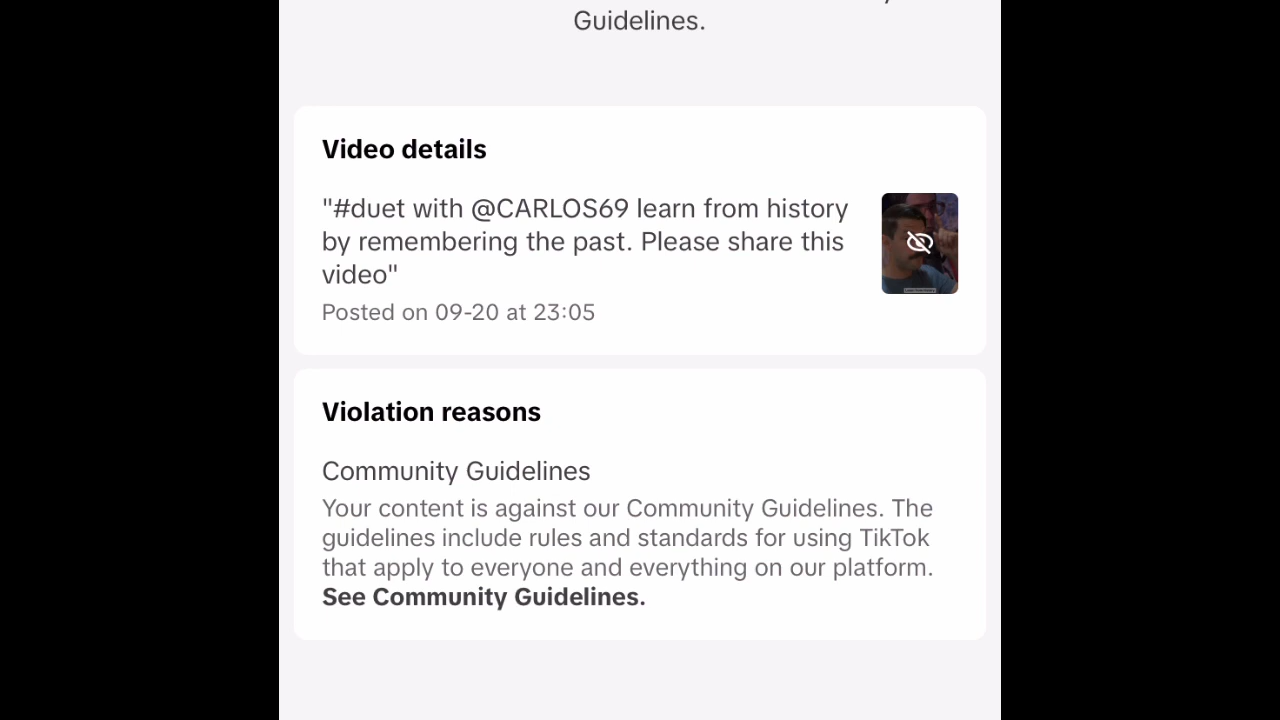 Guidelines.
Video details
"#duet with @CARLOS69 learn from history
by remembering the past. Please share this
video"
Posted on 09-20 at 23:05
Violation reasons
Community Guidelines
Your content is against our Community Guidelines. The
guidelines include rules and standards for using TikTok
that apply to everyone and everything on our platform.
See Community Guidelines.